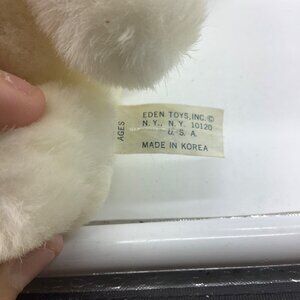 EDEN TOYS, INC. ©
N. Y., N. Y. 10120
U. S. A.
MADE IN KOREA
AGES